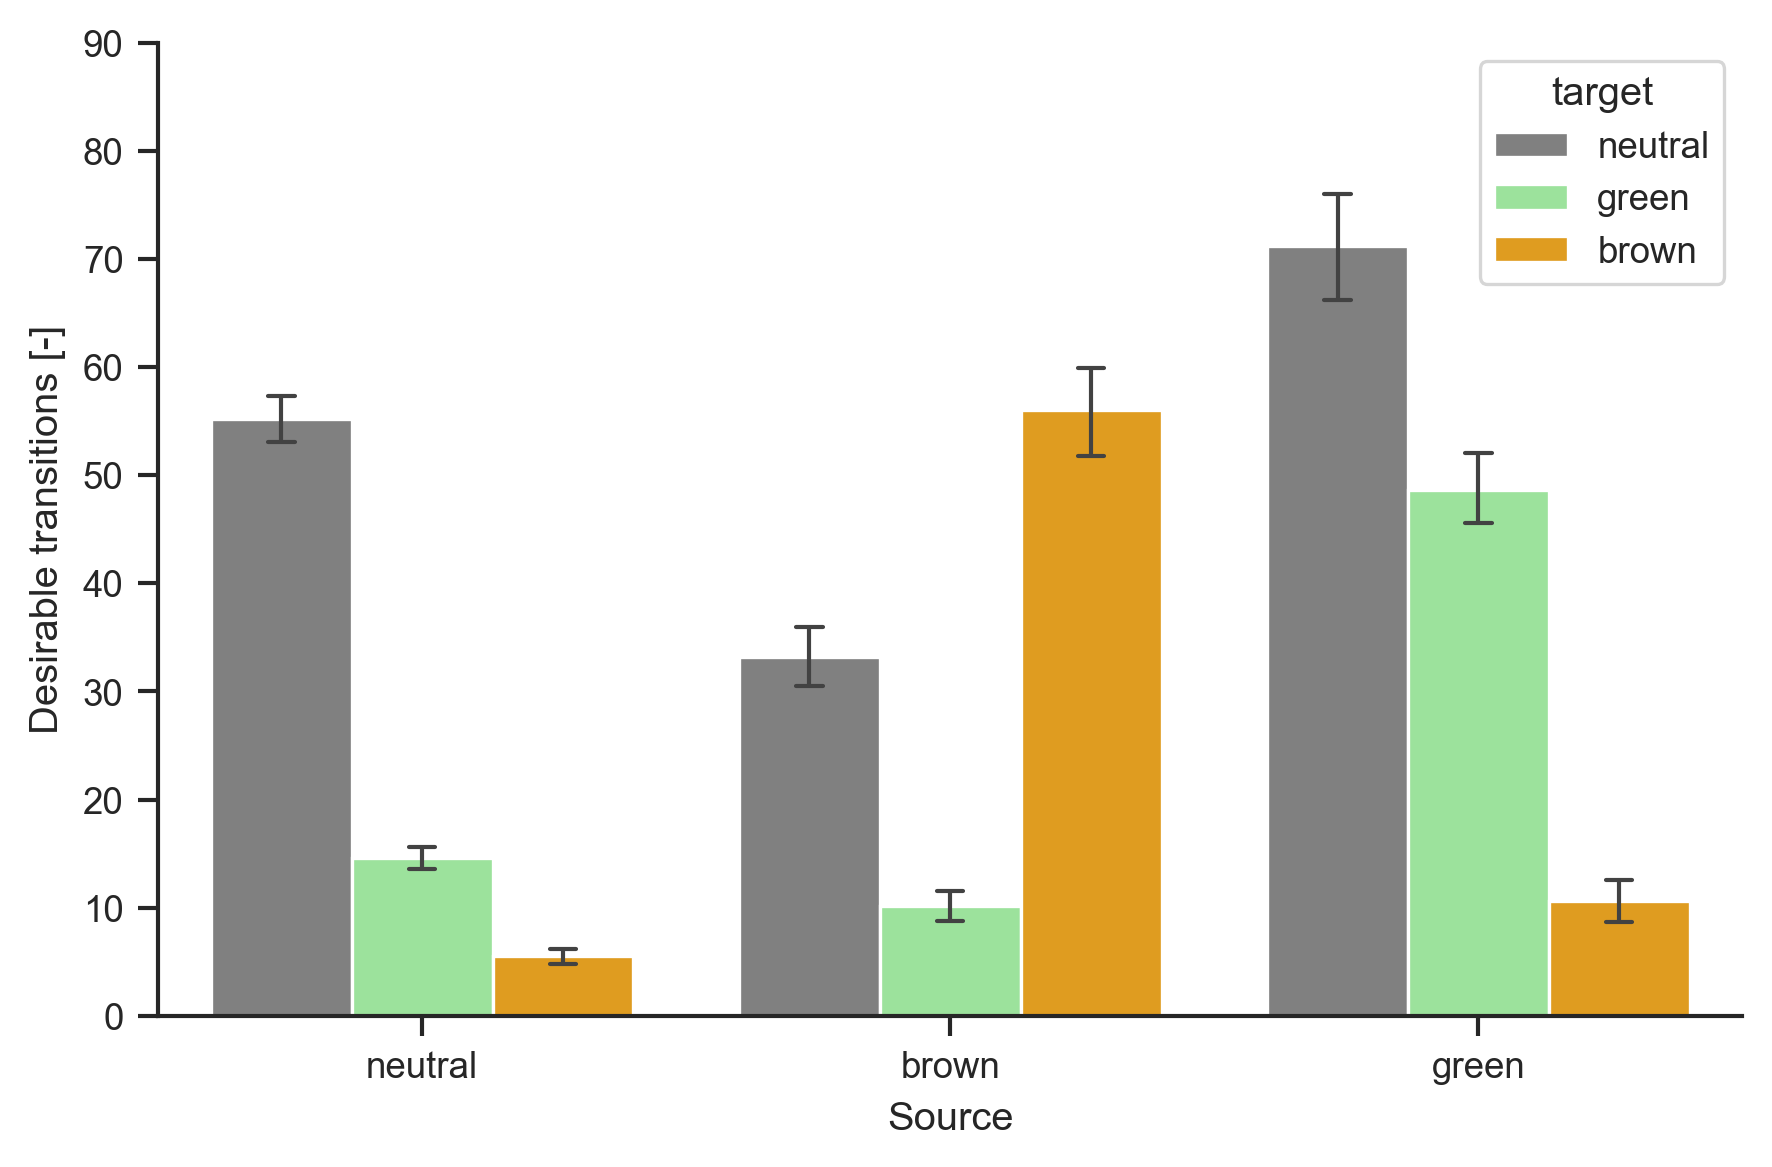 Desirable transitions [-]
90
80
70
60
50
40
30
20
10
0
target
neutral
green
brown
neutral
brown
green
Source